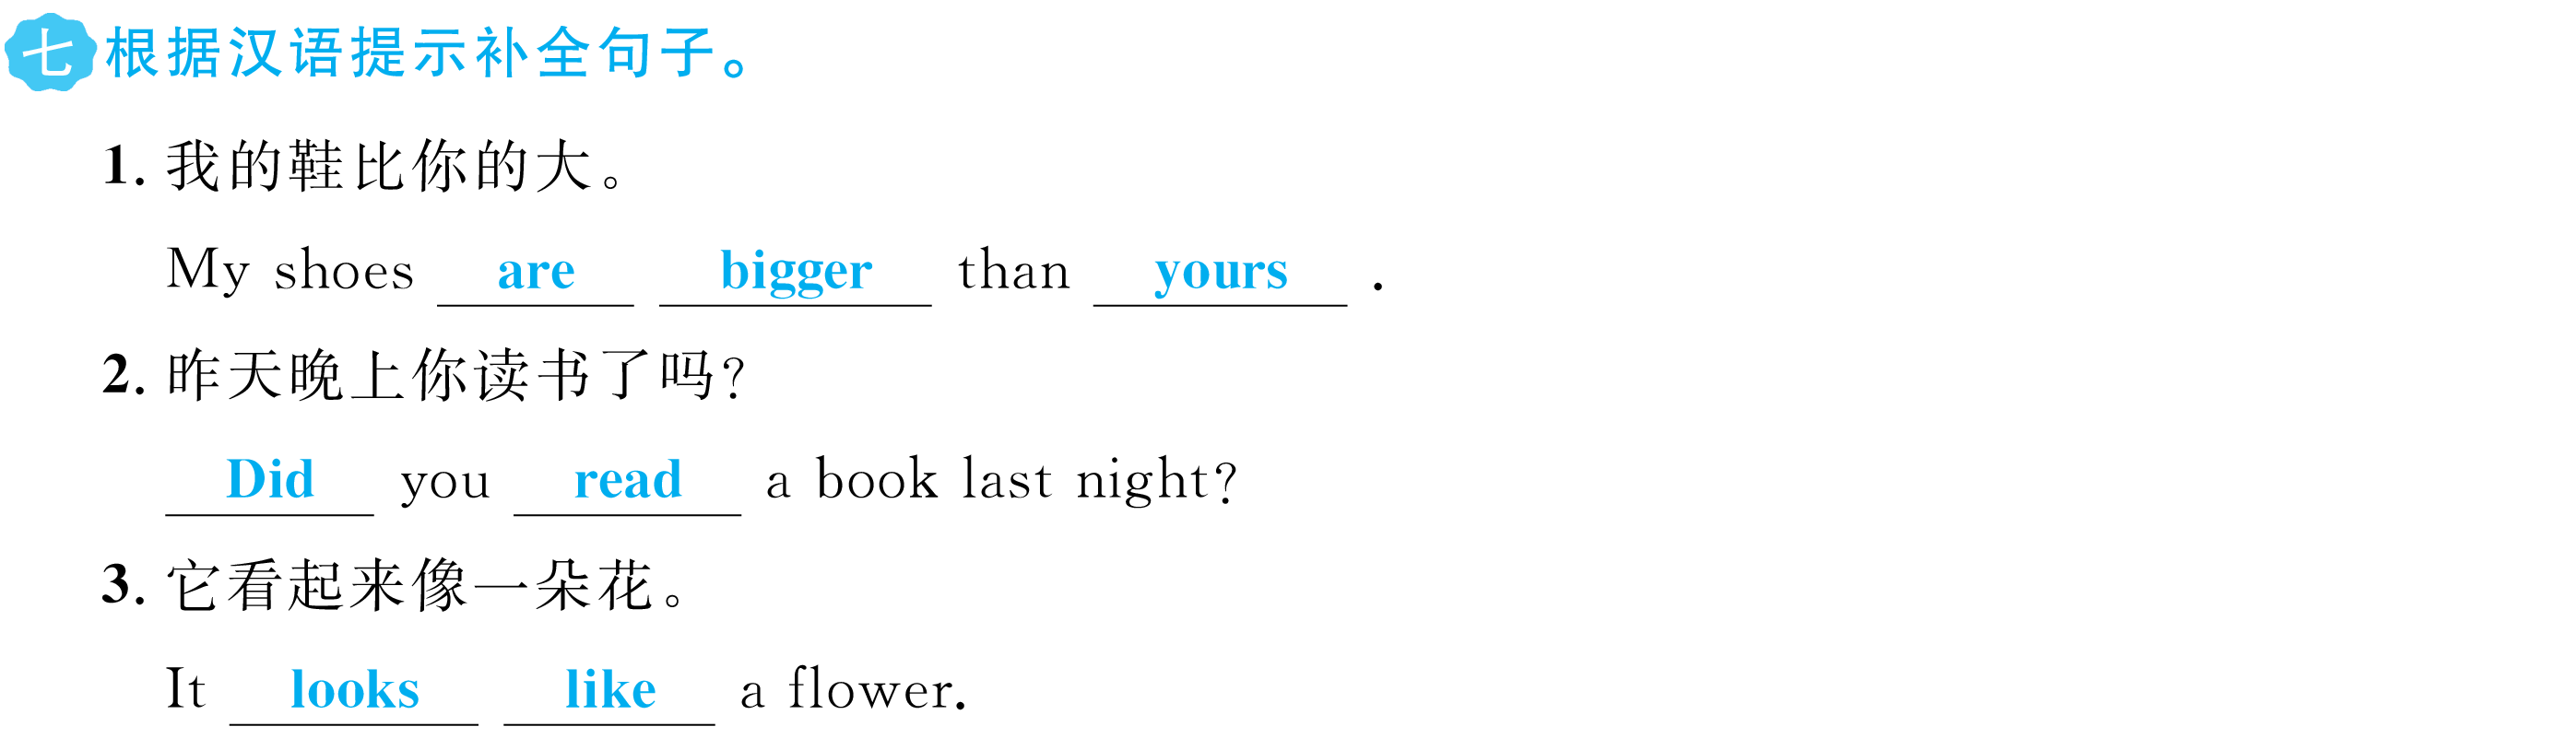 七 根据汉语提示补全句子。
1. 我的鞋比你的大。
My shoes are bigger than yours .
2. 昨天晚上你读书了吗?
Did you read a book last night?
3. 它看起来像一朵花。
It looks like a flower.